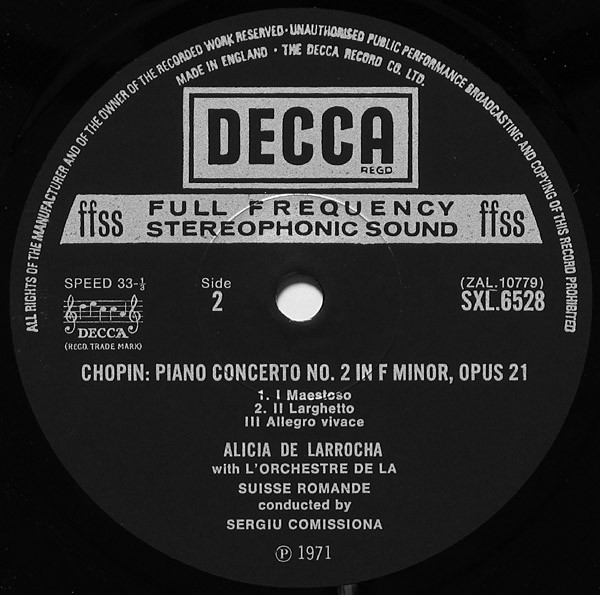 ALL RIGHTS OF THE MANUFACTURER AND OF THE OWNER OF THE RECORDED WORK RESERVED · UNAUTHORISED PUBLIC PERFORMANCE BROADCASTING AND COPYING OF THIS RECORD PROHIBITED
MADE IN ENGLAND · THE DECCA RECORD CO. LTD.
DECCA
REGD
ffss FULL FREQUENCY STEREOPHONIC SOUND ffss
SPEED 33-⅓ Side 2 (ZAL.10779)
SXL.6528
DECCA
(REGD. TRADE MARK)
CHOPIN: PIANO CONCERTO NO. 2 IN F MINOR, OPUS 21
1. I Maestoso
2. II Larghetto
III Allegro vivace
ALICIA DE LARROCHA
with L'ORCHESTRE DE LA
SUISSE ROMANDE
conducted by
SERGIU COMISSIONA
℗ 1971